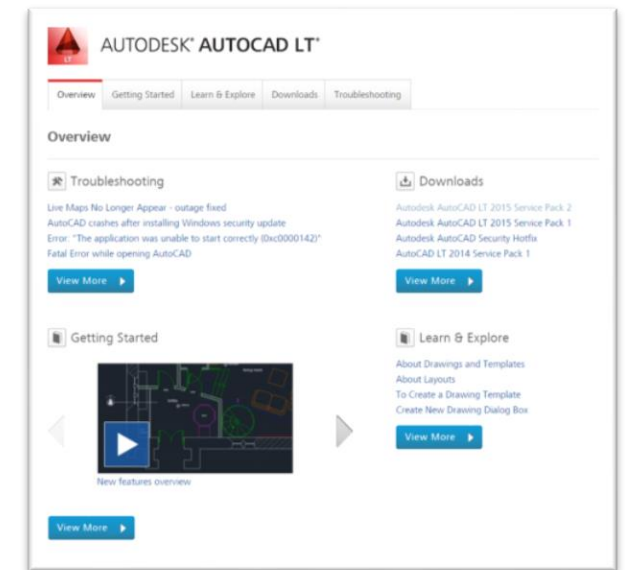 LT
AUTODESK® AUTOCAD LT®
Overview
Getting Started
Learn & Explore
Downloads
Troubleshooting
Overview
Troubleshooting
Live Maps No Longer Appear - outage fixed
AutoCAD crashes after installing Windows security update
Error: "The application was unable to start correctly (0xc0000142)"
Fatal Error while opening AutoCAD
View More
Downloads
Autodesk AutoCAD LT 2015 Service Pack 2
Autodesk AutoCAD LT 2015 Service Pack 1
Autodesk AutoCAD Security Hotfix
AutoCAD LT 2014 Service Pack 1
View More
Getting Started
New features overview
View More
Learn & Explore
About Drawings and Templates
About Layouts
To Create a Drawing Template
Create New Drawing Dialog Box
View More